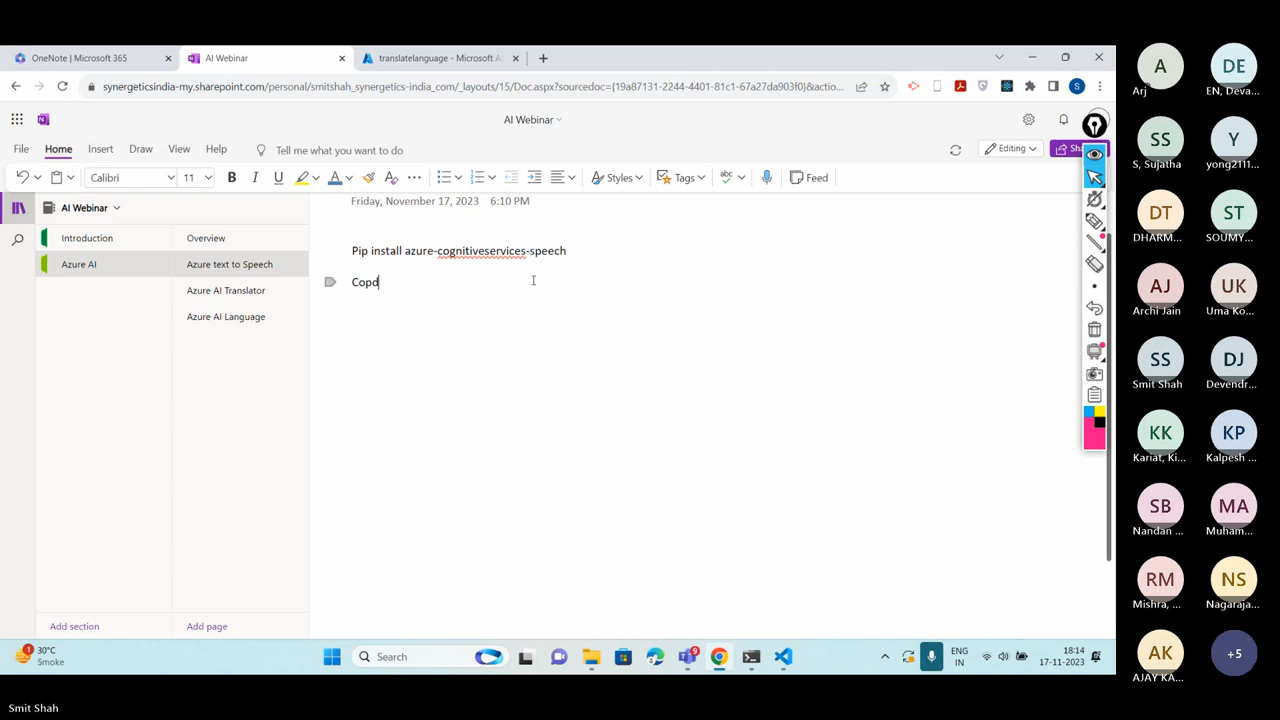 OneNote | Microsoft 365
AI Webinar
translatelanguage - Microsoft A
synergeticsindia-my.sharepoint.com/personal/smitshah_synergetics-india_com/_layouts/15/Doc.aspx?sourcedoc={19a87131-2244-4401-81c1-67a27da903f0}&actio...
S
AI Webinar
File Home Insert Draw View Help Tell me what you want to do
Editing
Sha
Calibri 11 B I U A Styles Tags abc Feed
AI Webinar
Introduction
Azure AI
Overview
Azure text to Speech
Azure AI Translator
Azure AI Language
Friday, November 17, 2023 6:10 PM
Pip install azure-cognitiveservices-speech
Copd
Add section
Add page
1
30°C
Smoke
Search
9
ENG
IN
18:14
17-11-2023
A
Arj
DE
EN, Deva...
SS
S, Sujatha
Y
yong2111...
DT
DHARM...
ST
SOUMY...
AJ
Archi Jain
UK
Uma Ko...
SS
Smit Shah
DJ
Devendr...
KK
Kariat, Ki...
KP
Kalpesh ...
SB
Nandan ...
MA
Muham...
RM
Mishra, ...
NS
Nagaraja...
AK
AJAY KA...
+5
Smit Shah